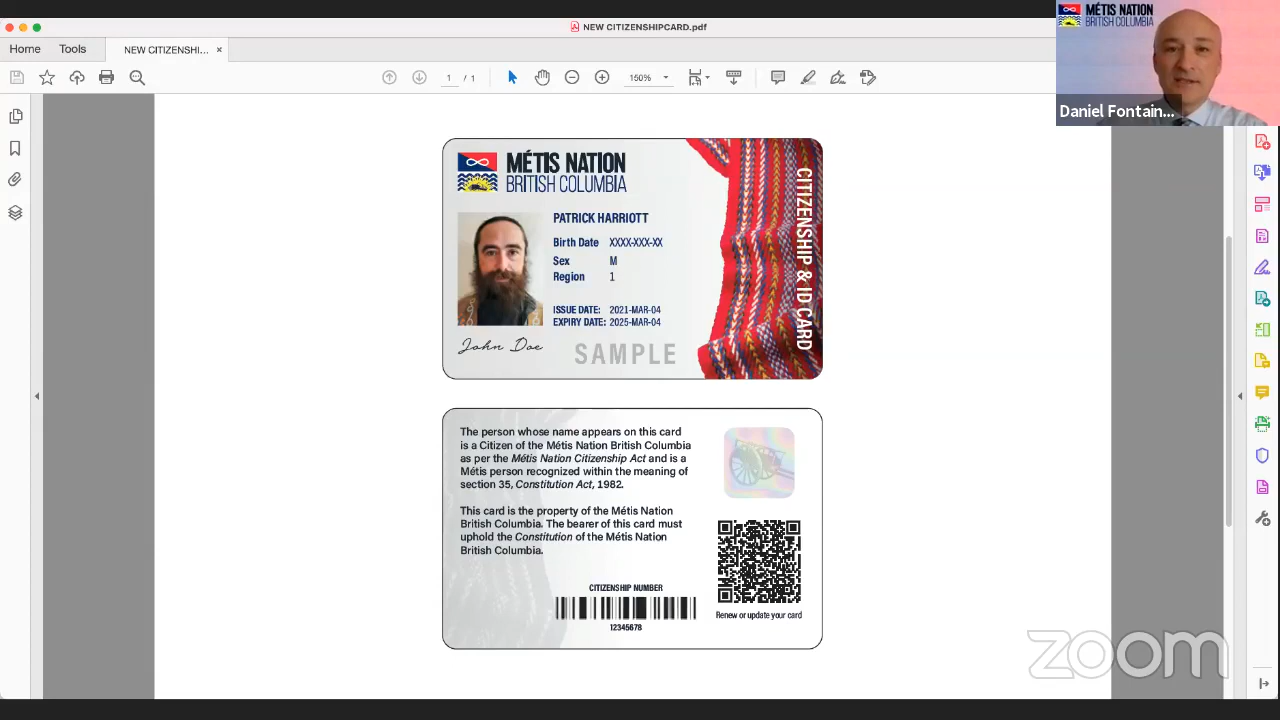 NEW CITIZENSHIPCARD.pdf
MÉTIS NATION
BRITISH COLUMBIA
Home
Tools
NEW CITIZENSHI...
×
1 / 1
150%
Daniel Fontain...
MÉTIS NATION
BRITISH COLUMBIA
CITIZENSHIP & ID CARD
PATRICK HARRIOTT
Birth Date XXXX-XXX-XX
Sex M
Region 1
ISSUE DATE: 2021-MAR-04
EXPIRY DATE: 2025-MAR-04
John Doe
SAMPLE
The person whose name appears on this card
is a Citizen of the Métis Nation British Columbia
as per the Métis Nation Citizenship Act and is a
Métis person recognized within the meaning of
section 35, Constitution Act, 1982.
This card is the property of the Métis Nation
British Columbia. The bearer of this card must
uphold the Constitution of the Métis Nation
British Columbia.
CITIZENSHIP NUMBER
12345678
Renew or update your card
zoom